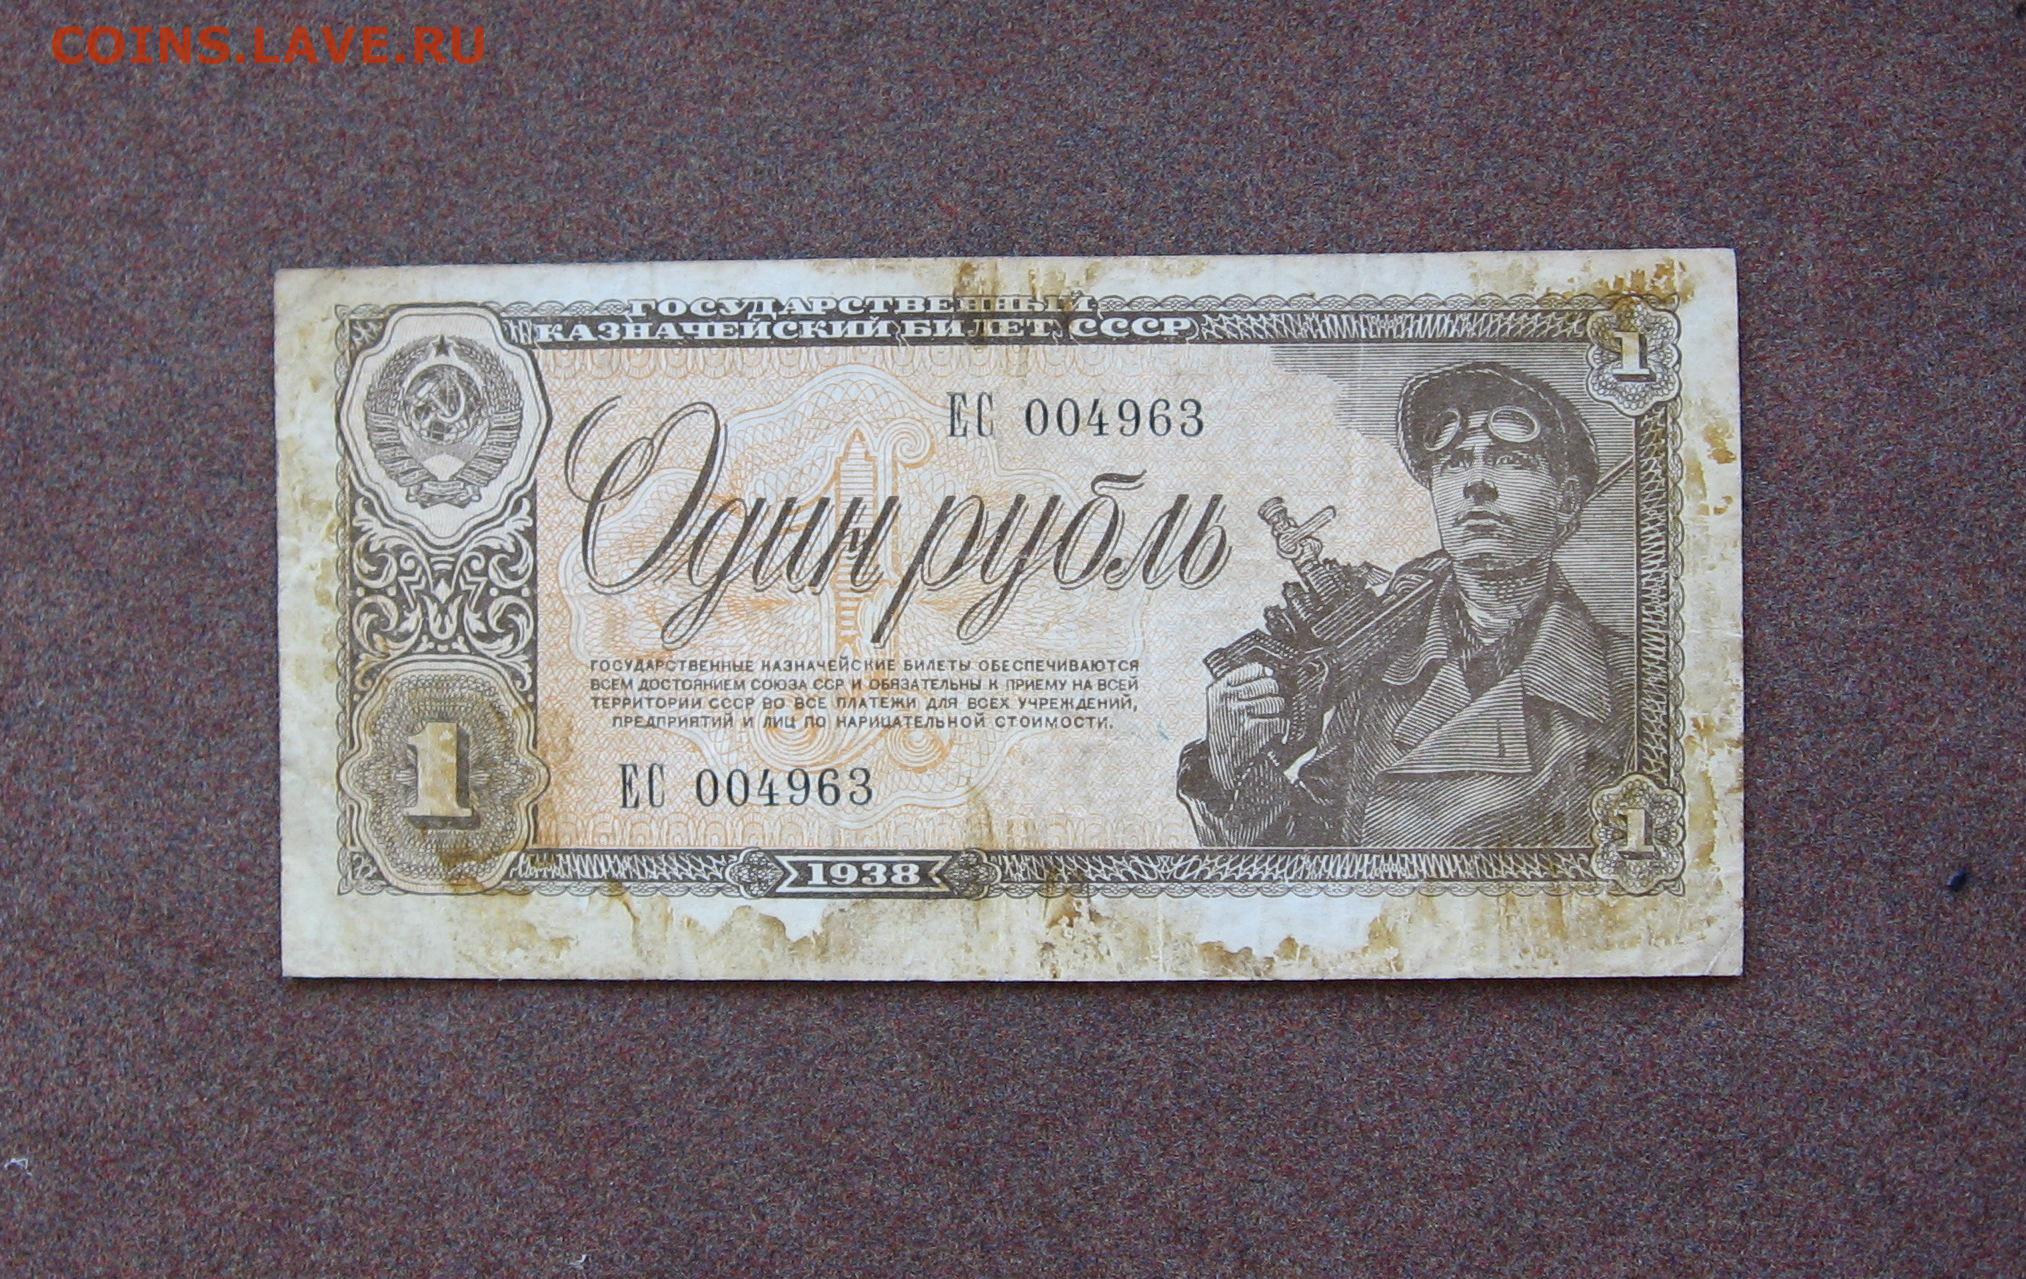 COINS.LAVE.RU
ГОСУДАРСТВЕННЫЙ
КАЗНАЧЕЙСКИЙ БИЛЕТ СССР
1
ЕС 004963
Один рубль
ГОСУДАРСТВЕННЫЕ КАЗНАЧЕЙСКИЕ БИЛЕТЫ ОБЕСПЕЧИВАЮТСЯ
ВСЕМ ДОСТОЯНИЕМ СОЮЗА ССР И ОБЯЗАТЕЛЬНЫ К ПРИЕМУ НА ВСЕЙ
ТЕРРИТОРИИ СССР ВО ВСЕ ПЛАТЕЖИ ДЛЯ ВСЕХ УЧРЕЖДЕНИЙ,
ПРЕДПРИЯТИЙ И ЛИЦ ПО НАРИЦАТЕЛЬНОЙ СТОИМОСТИ.
1
ЕС 004963
1
1938